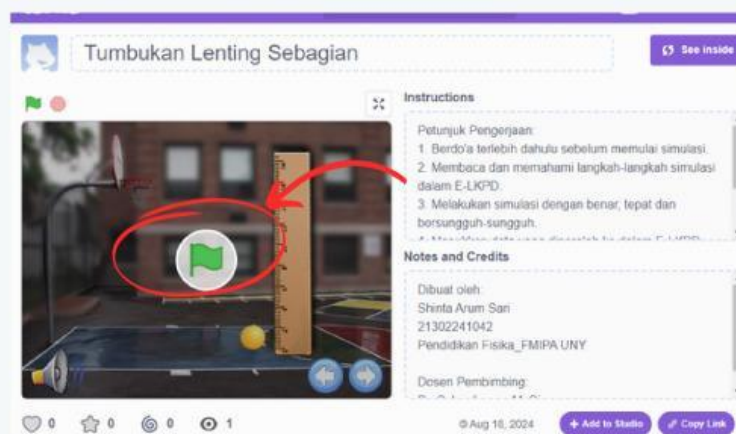 Tumbukan Lenting Sebagian
See inside
Instructions
Petunjuk Pengerjaan:
1. Berdo'a terlebih dahulu sebelum memulai simulasi.
2. Membaca dan memahami langkah-langkah simulasi
dalam E-LKPD.
3. Melakukan simulasi dengan benar, tepat dan
bersungguh-sungguh.
Notes and Credits
Dibuat oleh:
Shinta Arum Sari
21302241042
Pendidikan Fisika_FMIPA UNY
Dosen Pembimbing:
0
0
0
1
© Aug 18, 2024
+ Add to Studio
Copy Link